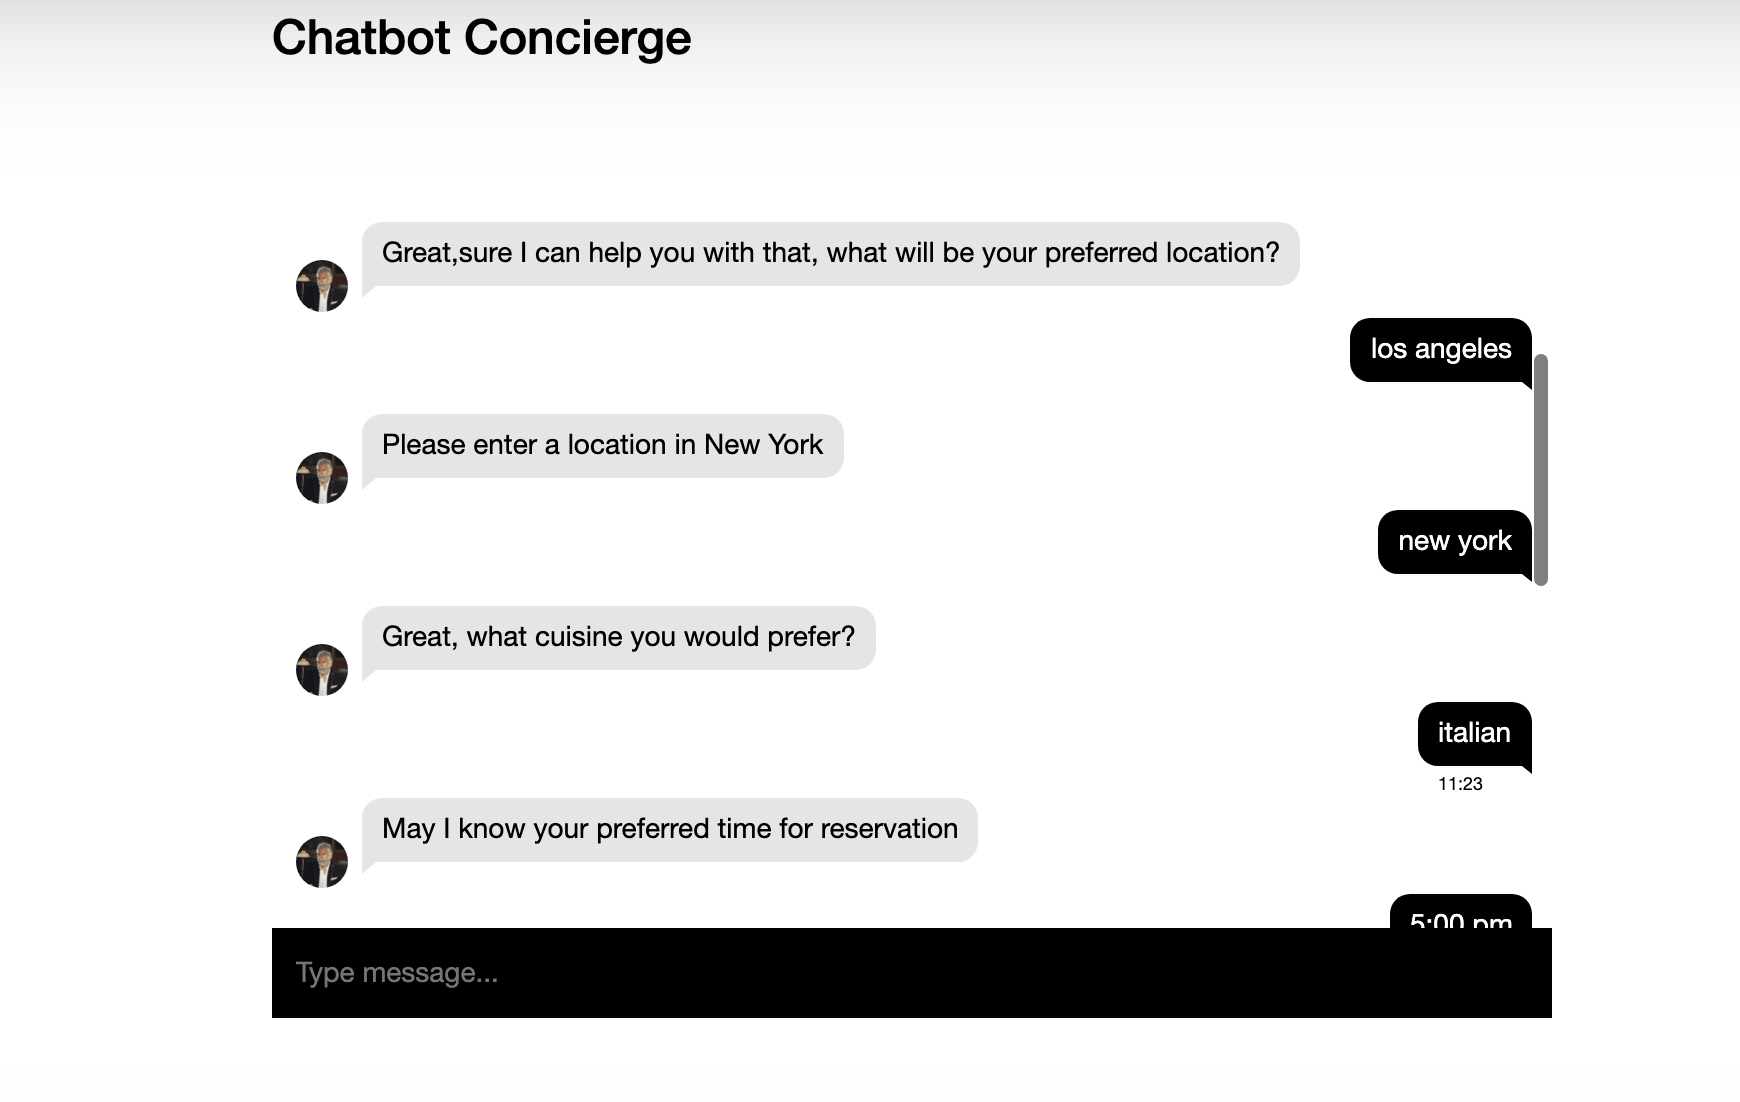 Chatbot Concierge
Great,sure I can help you with that, what will be your preferred location?
los angeles
Please enter a location in New York
new york
Great, what cuisine you would prefer?
italian
11:23
May I know your preferred time for reservation
5:00 pm
Type message...